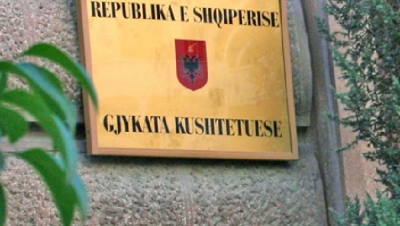 REPUBLIKA E SHQIPERISE
GJYKATA KUSHTETUESE